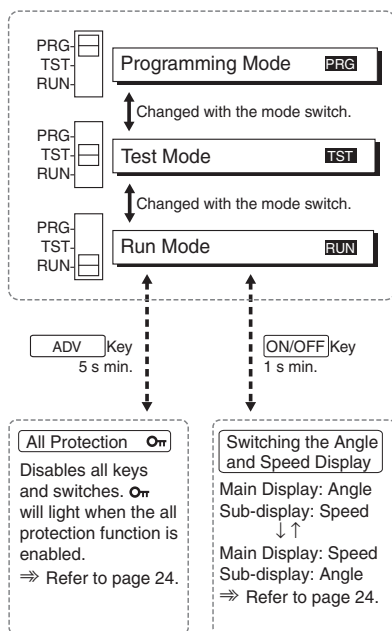 PRG
TST
RUN
Programming Mode PRG
Changed with the mode switch.
PRG
TST
RUN
Test Mode TST
Changed with the mode switch.
PRG
TST
RUN
Run Mode RUN
ADV Key
5 s min.
ON/OFF Key
1 s min.
All Protection
Disables all keys
and switches.
will light when the all
protection function is
enabled.
⇒ Refer to page 24.
Switching the Angle
and Speed Display
Main Display: Angle
Sub-display: Speed
↓↑
Main Display: Speed
Sub-display: Angle
⇒ Refer to page 24.